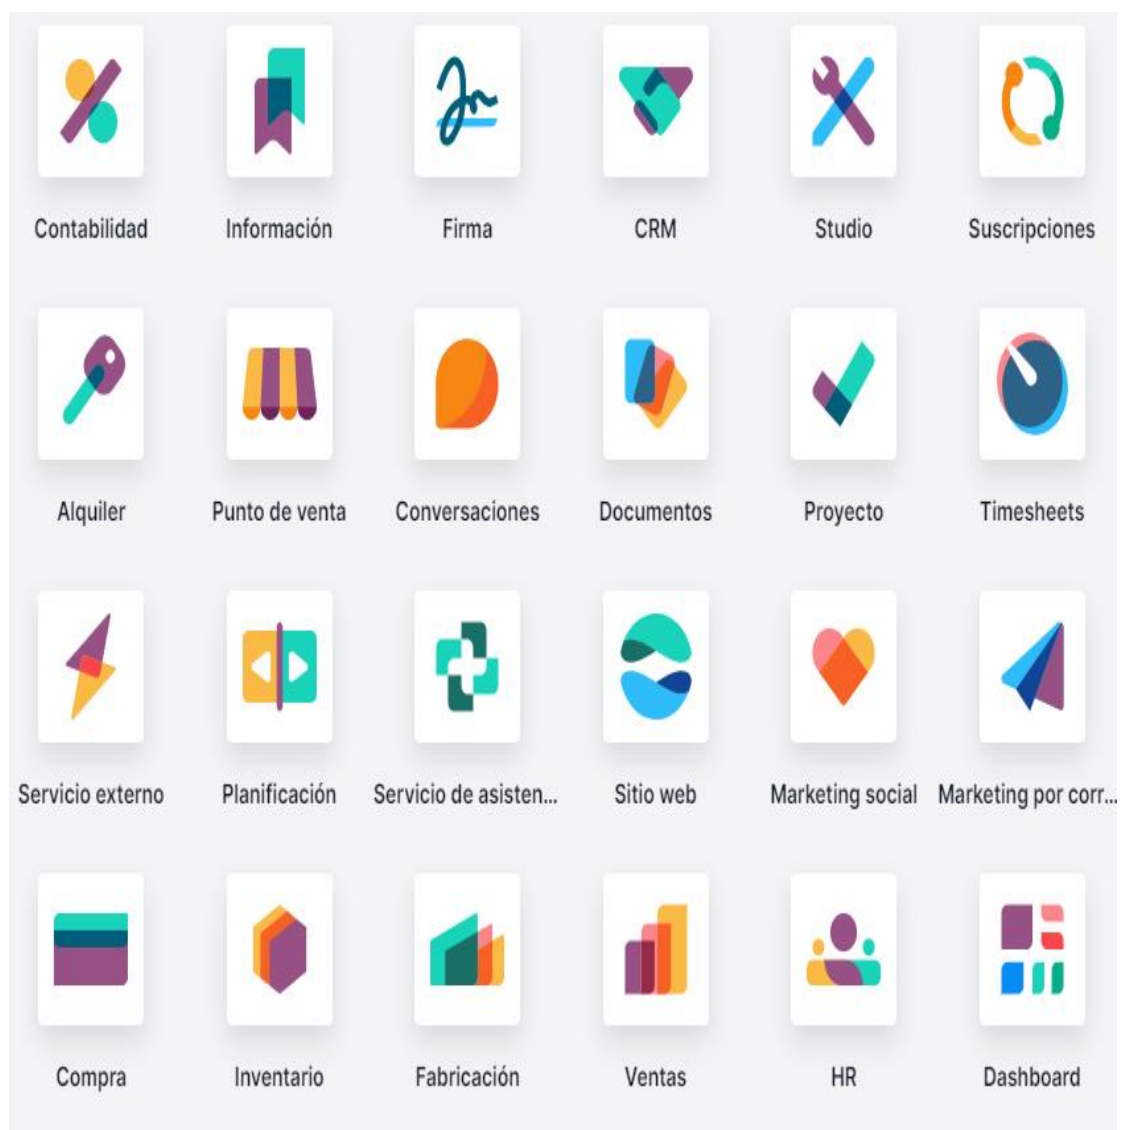 Contabilidad
Información
Firma
CRM
Studio
Suscripciones
Alquiler
Punto de venta
Conversaciones
Documentos
Proyecto
Timesheets
Servicio externo
Planificación
Servicio de asisten...
Sitio web
Marketing social
Marketing por corr...
Compra
Inventario
Fabricación
Ventas
HR
Dashboard